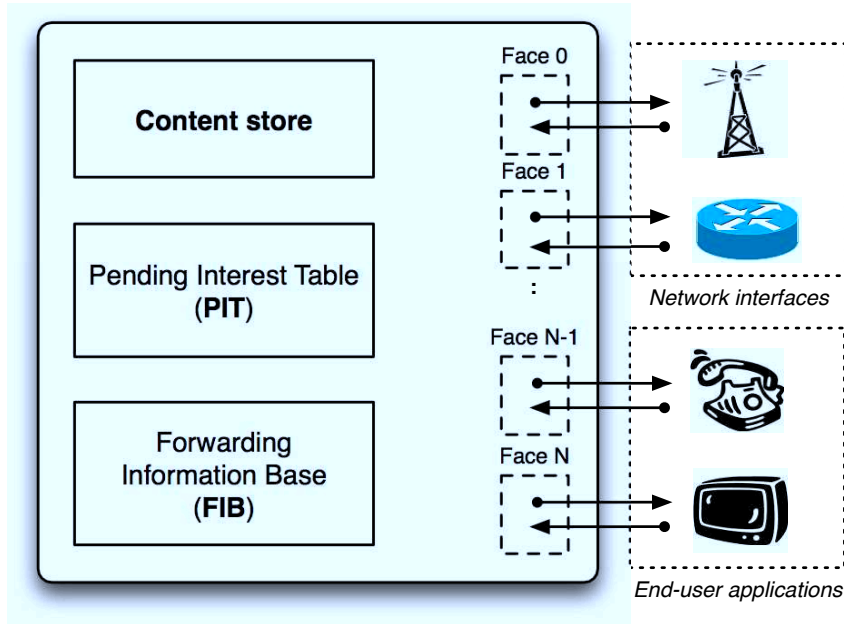 Content store
Pending Interest Table
(PIT)
Forwarding
Information Base
(FIB)
Face 0
Face 1
:
Face N-1
Face N
Network interfaces
End-user applications